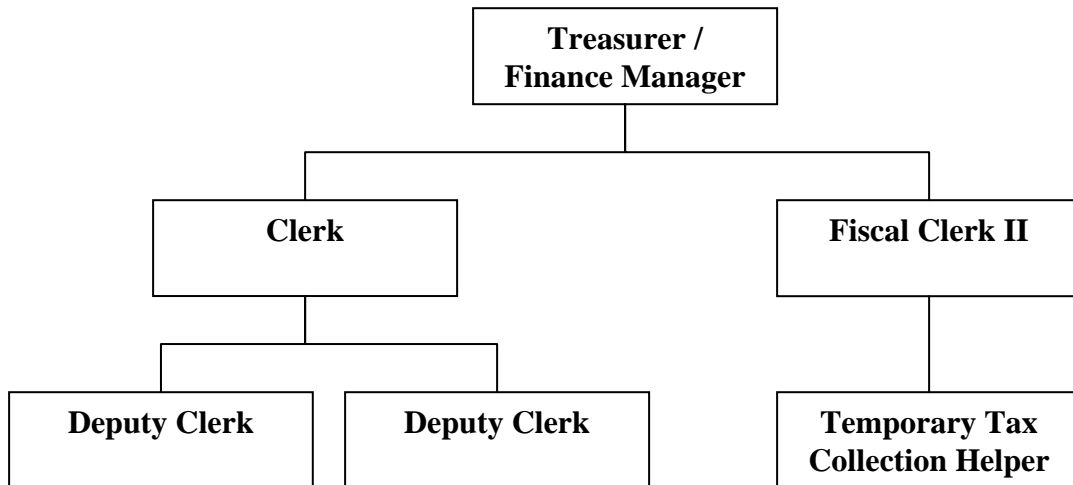 Treasurer /
Finance Manager
Clerk
Fiscal Clerk II
Deputy Clerk
Deputy Clerk
Temporary Tax
Collection Helper